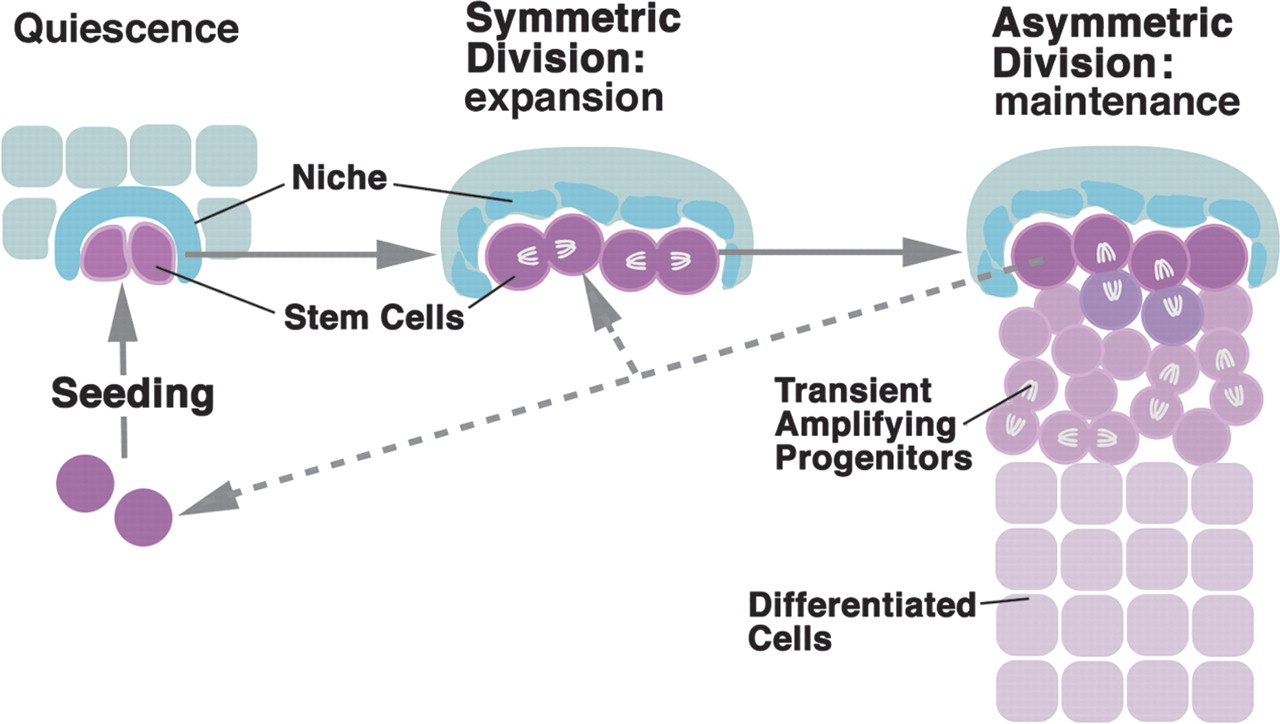 Quiescence
Symmetric
Division:
expansion
Asymmetric
Division:
maintenance
Niche
Stem Cells
Seeding
Transient
Amplifying
Progenitors
Differentiated
Cells